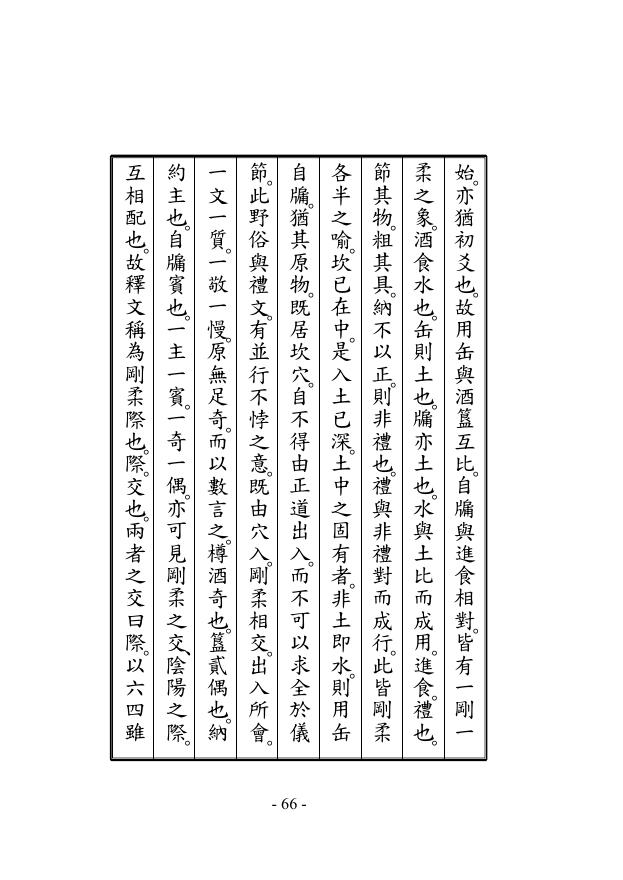 始。亦猶初爻也。故用缶與酒簋互比。自牖與進食相對。皆有一剛一
柔之象。酒食水也。缶則土也。牖亦土也。水與土比而成用。進食。禮也。
節其物。粗其具。納不以正。則非禮也。禮與非禮對而成行。此皆剛柔
各半之喻。坎已在中。是入土已深。土中之固有者。非土即水。則用缶
自牖。猶其原物。既居坎穴。自不得由正道出入。而不可以求全於儀
節。此野俗與禮文。有並行不悖之意。既由穴入。剛柔相交。出入所會。
一文一質。一敬一慢。原無足奇。而以數言之。樽酒奇也。簋貳偶也。納
約主也。自牖賓也。一主一賓。一奇一偶。亦可見剛柔之交、陰陽之際。
互相配也。故釋文稱為剛柔際也。際。交也。兩者之交曰際。以六四雖
- 66 -